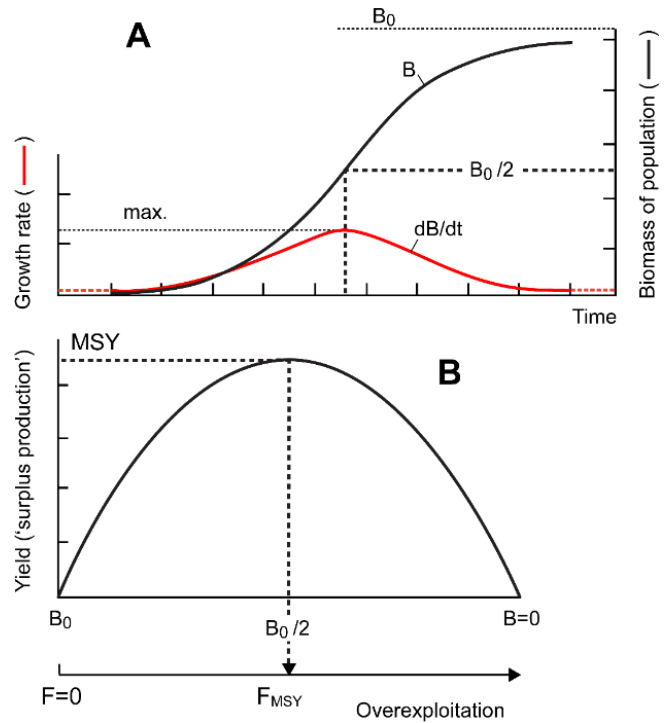 A
B₀
B
B₀/2
max.
dB/dt
Growth rate (—)
Biomass of population (—)
Time
MSY
B
Yield (‘surplus production’)
B₀
B₀/2
B=0
F=0
F_MSY
Overexploitation